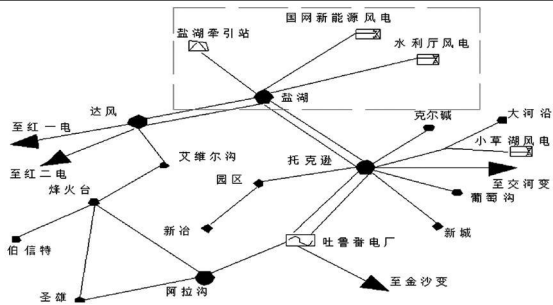 国网新能源风电
盐湖牵引站
水利厅风电
盐湖
达风
至红一电
至红二电
克尔碱
大河沿
小草湖风电
艾维尔沟
托克逊
园区
至交河变
葡萄沟
烽火台
新冶
新城
伯信特
吐鲁番电厂
阿拉沟
至金沙变
圣雄